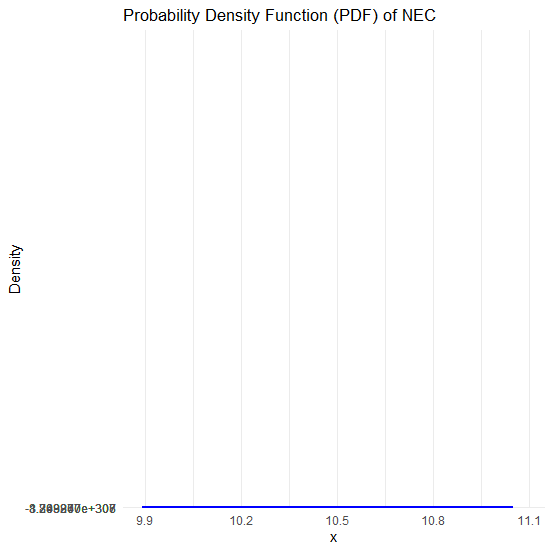 Probability Density Function (PDF) of NEC
Density
9.9 10.2 10.5 10.8 11.1
x